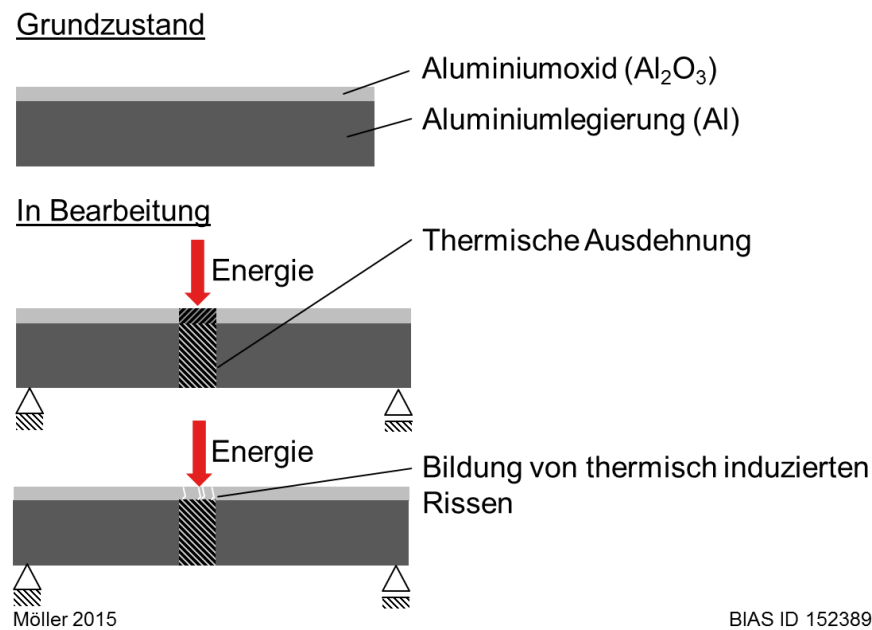 Grundzustand
Aluminiumoxid (Al₂O₃)
Aluminiumlegierung (Al)
In Bearbeitung
Energie
Thermische Ausdehnung
Energie
Bildung von thermisch induzierten
Rissen
Möller 2015
BIAS ID 152389